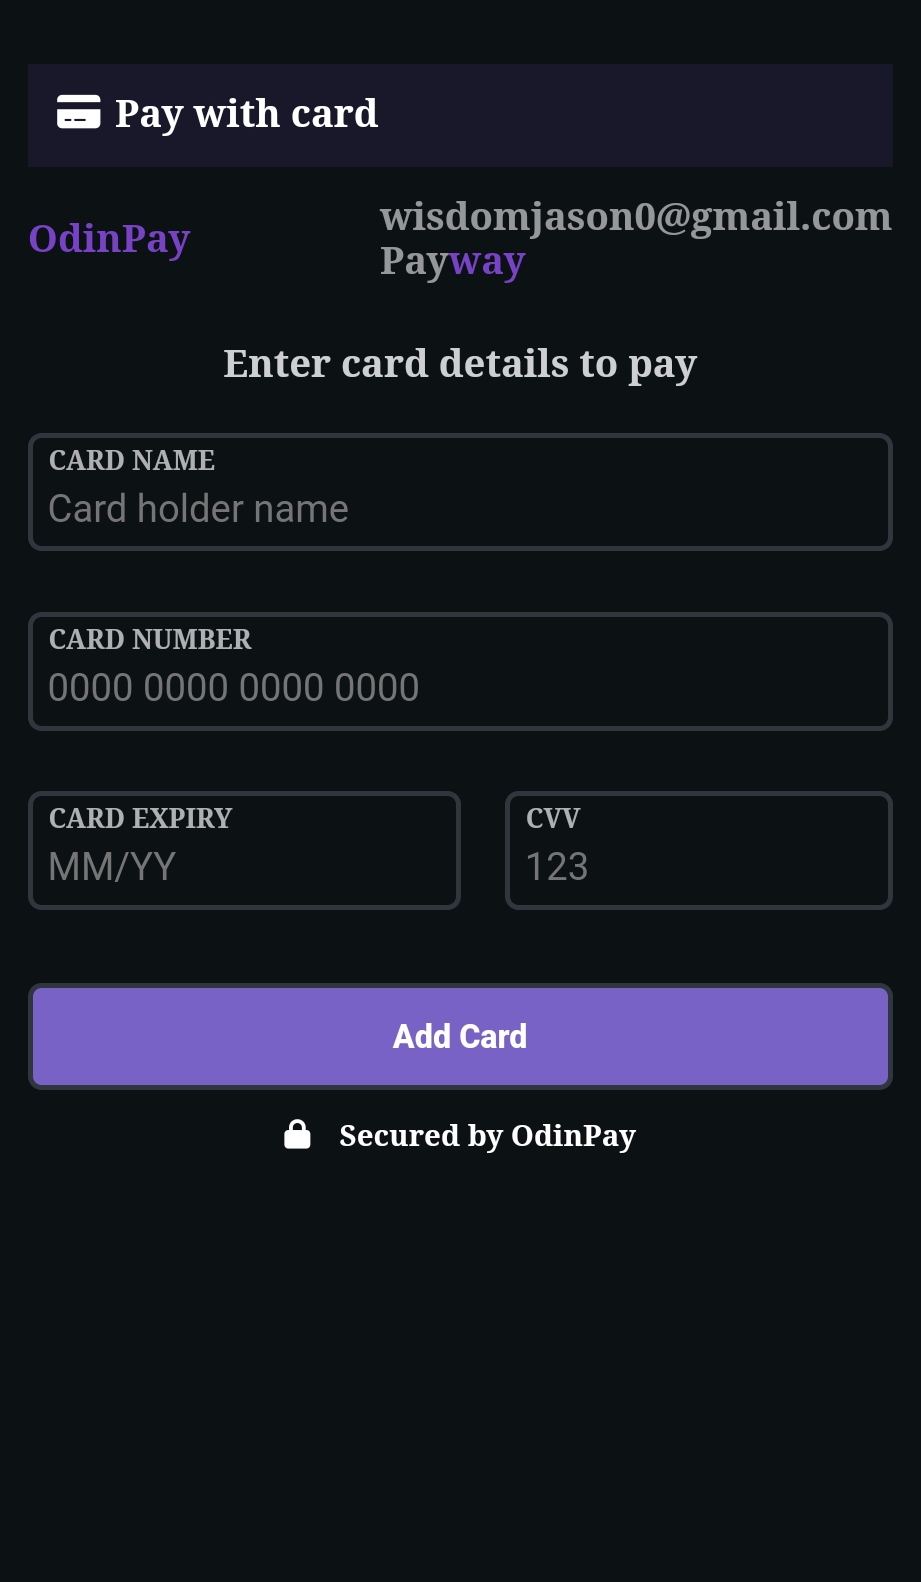 Pay with card
OdinPay
wisdomjason0@gmail.com
Payway
Enter card details to pay
CARD NAME
Card holder name
CARD NUMBER
0000 0000 0000 0000
CARD EXPIRY
MM/YY
CVV
123
Add Card
Secured by OdinPay